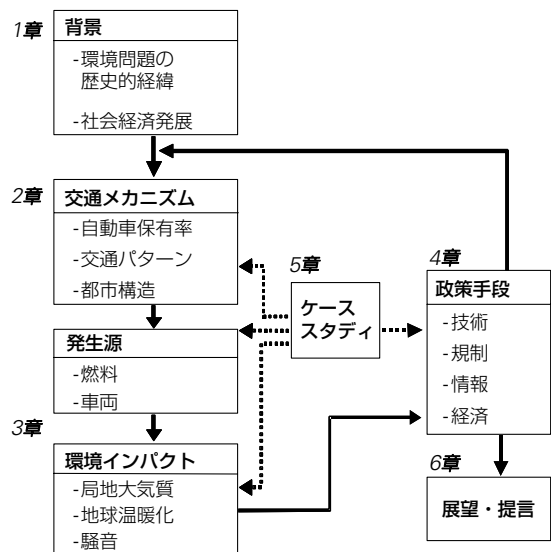 1章
背景
-環境問題の
歴史的経緯
-社会経済発展
2章
交通メカニズム
-自動車保有率
-交通パターン
-都市構造
発生源
-燃料
-車両
3章
環境インパクト
-局地大気質
-地球温暖化
-騒音
5章
ケース
スタディ
4章
政策手段
-技術
-規制
-情報
-経済
6章
展望・提言